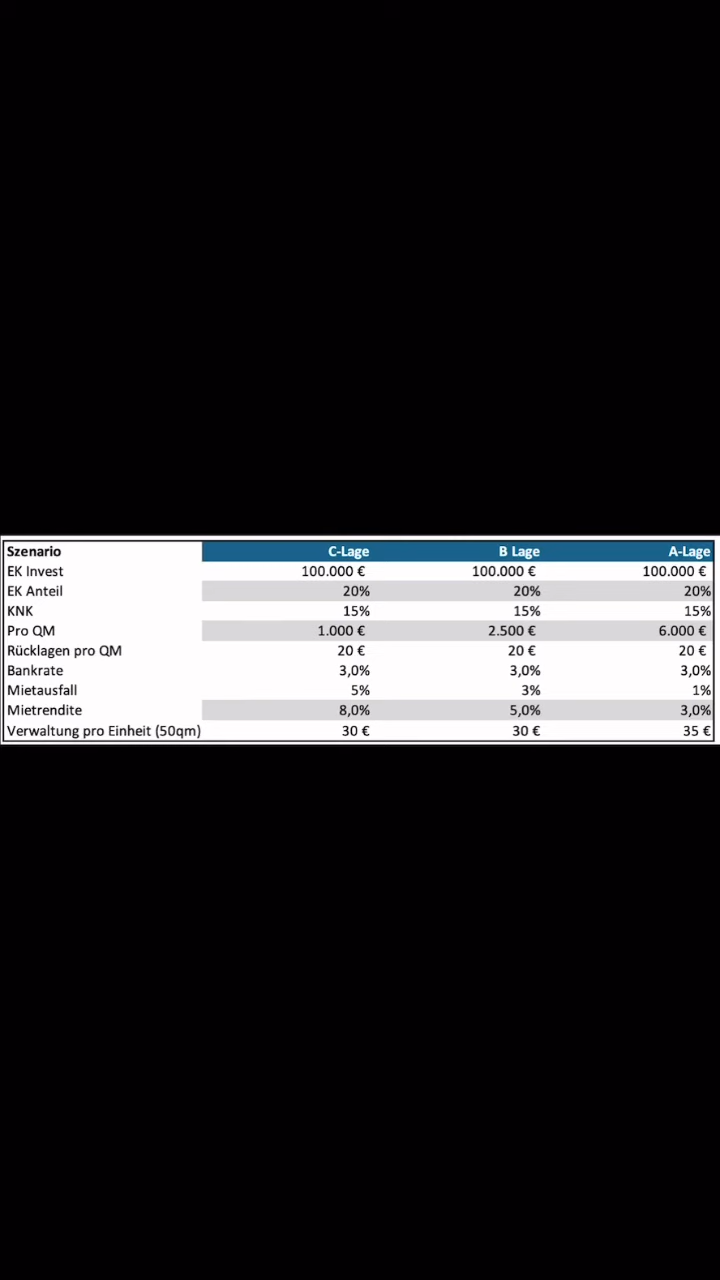 Szenario C-Lage B Lage A-Lage
EK Invest 100.000 € 100.000 € 100.000 €
EK Anteil 20% 20% 20%
KNK 15% 15% 15%
Pro QM 1.000 € 2.500 € 6.000 €
Rücklagen pro QM 20 € 20 € 20 €
Bankrate 3,0% 3,0% 3,0%
Mietausfall 5% 3% 1%
Mietrendite 8,0% 5,0% 3,0%
Verwaltung pro Einheit (50qm) 30 € 30 € 35 €